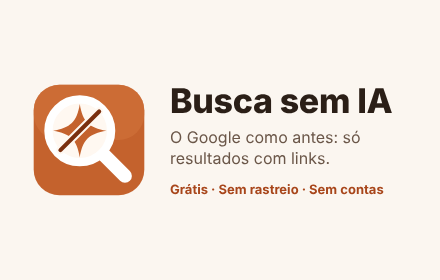 Busca sem IA
O Google como antes: só
resultados com links.
Grátis · Sem rastreio · Sem contas